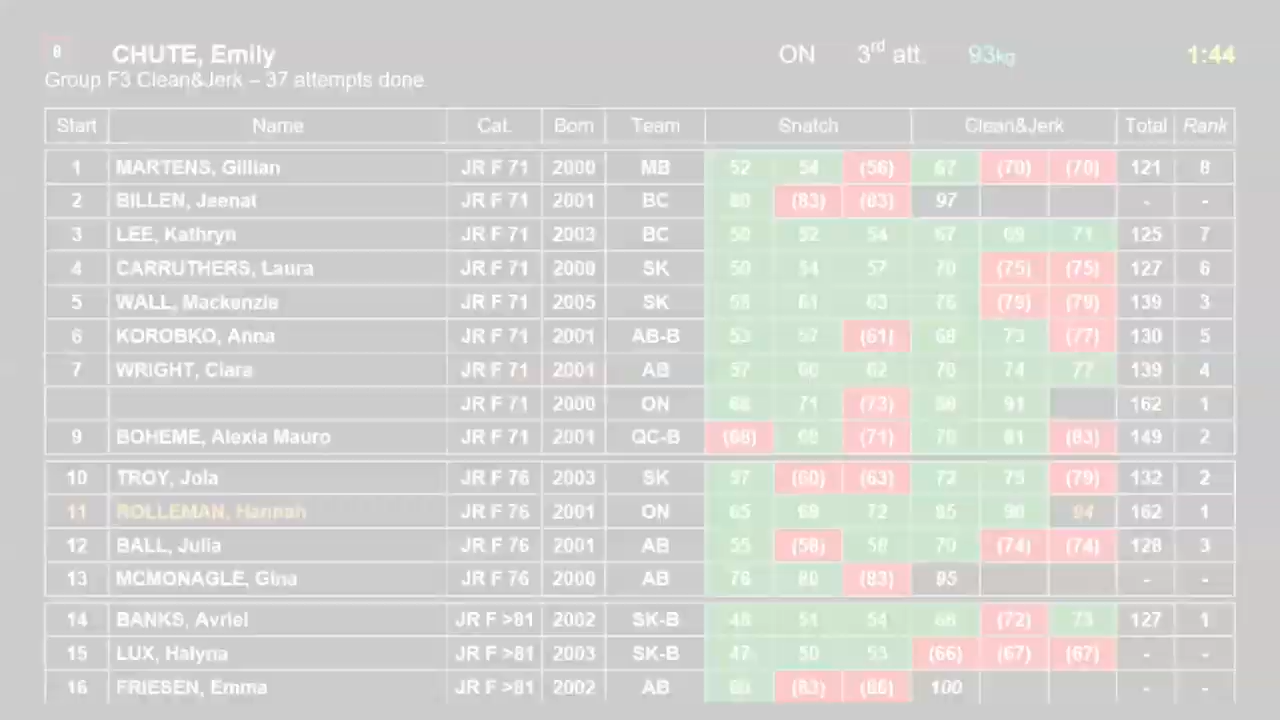 8 CHUTE, Emily ON 3rd att. 93kg 1:44
Group F3 Clean&Jerk – 37 attempts done
Start Name Cat. Born Team Snatch Clean&Jerk Total Rank
1 MARTENS, Gillian JR F 71 2000 MB 52 54 (56) 67 (70) (70) 121 8
2 BILLEN, Jeenat JR F 71 2001 BC 80 (83) (83) 97 - -
3 LEE, Kathryn JR F 71 2003 BC 50 52 54 67 69 71 125 7
4 CARRUTHERS, Laura JR F 71 2000 SK 50 54 57 70 (75) (75) 127 6
5 WALL, Mackenzie JR F 71 2005 SK 61 63 76 (79) (79) 139 3
6 KOROBKO, Anna JR F 71 2001 AB-B 53 57 (61) 73 (77) 130 5
7 WRIGHT, Ciara JR F 71 2001 AB 57 60 62 70 74 77 139 4
JR F 71 2000 ON 71 (73) 91 162 1
9 BOHEME, Alexia Mauro JR F 71 2001 QC-B (68) 68 (71) 81 (83) 149 2
10 TROY, Jola JR F 76 2003 SK 57 (60) (63) 72 75 (79) 132 2
11 ROLLEMAN, Hannah JR F 76 2001 ON 65 69 72 85 90 94 162 1
12 BALL, Julia JR F 76 2001 AB 55 (58) 58 70 (74) (74) 128 3
13 MCMONAGLE, Gina JR F 76 2000 AB 76 80 (83) 95 - -
14 BANKS, Avriel JR F >81 2002 SK-B 48 51 54 68 (72) 73 127 1
15 LUX, Halyna JR F >81 2003 SK-B 47 50 53 (66) (67) (67) - -
16 FRIESEN, Emma JR F >81 2002 AB 80 (83) (86) 100 - -